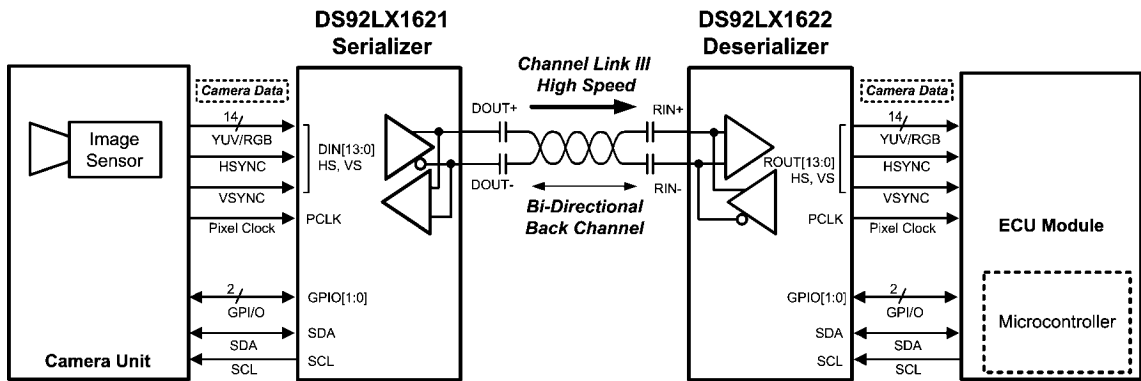 DS92LX1621
Serializer
DS92LX1622
Deserializer
Channel Link III
High Speed
Camera Data
Camera Data
DOUT+
RIN+
Image
Sensor
14
YUV/RGB
HSYNC
VSYNC
Pixel Clock
DIN[13:0]
HS, VS
PCLK
DOUT-
RIN-
Bi-Directional
Back Channel
ROUT[13:0]
HS, VS
PCLK
14
YUV/RGB
HSYNC
VSYNC
Pixel Clock
ECU Module
2
GPI/O
SDA
SCL
GPIO[1:0]
SDA
SCL
GPIO[1:0]
SDA
SCL
2
GPI/O
SDA
SCL
Camera Unit
Microcontroller